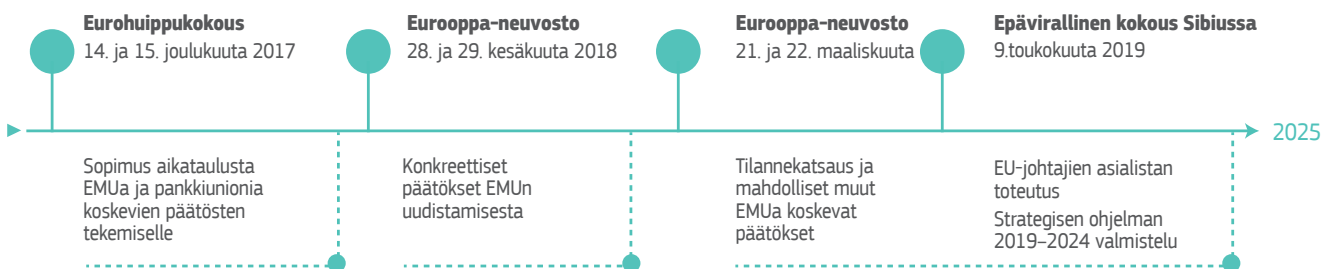 Eurohuippukokous
14. ja 15. joulukuuta 2017
Eurooppa-neuvosto
28. ja 29. kesäkuuta 2018
Eurooppa-neuvosto
21. ja 22. maaliskuuta
Epävirallinen kokous Sibiussa
9.toukokuuta 2019
2025
Sopimus aikataulusta
EMUa ja pankkiunionia
koskevien päätösten
tekemiselle
Konkreettiset
päätökset EMUn
uudistamisesta
Tilannekatsaus ja
mahdolliset muut
EMUa koskevat
päätökset
EU-johtajien asialistan
toteutus
Strategisen ohjelman
2019–2024 valmistelu